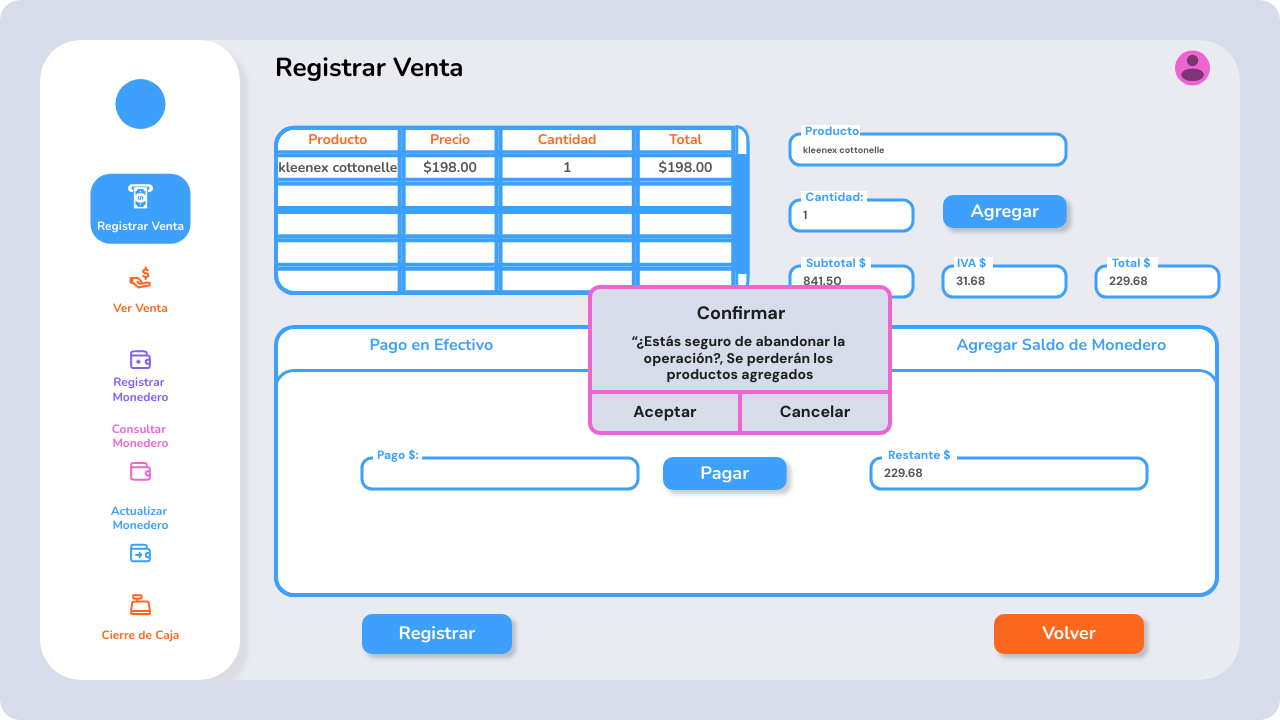 Registrar Venta
Registrar Venta
Ver Venta
Registrar
Monedero
Consultar
Monedero
Actualizar
Monedero
Cierre de Caja
Producto Precio Cantidad Total
kleenex cottonelle $198.00 1 $198.00
Producto
kleenex cottonelle
Cantidad:
1
Agregar
Subtotal $ IVA $ Total $
841.50 31.68 229.68
Pago en Efectivo
Agregar Saldo de Monedero
Confirmar
“¿Estás seguro de abandonar la
operación?, Se perderán los
productos agregados
Aceptar Cancelar
Pago $:
Pagar
Restante $
229.68
Registrar
Volver